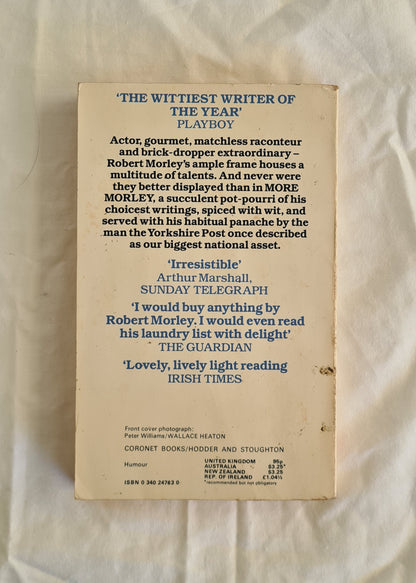 'THE WITTIEST WRITER OF
THE YEAR'
PLAYBOY
Actor, gourmet, matchless raconteur
and brick-dropper extraordinary –
Robert Morley's ample frame houses a
multitude of talents. And never were
they better displayed than in MORE
MORLEY, a succulent pot-pourri of his
choicest writings, spiced with wit, and
served with his habitual panache by the
man the Yorkshire Post once described
as our biggest national asset.
'Irresistible'
Arthur Marshall,
SUNDAY TELEGRAPH
'I would buy anything by
Robert Morley. I would even read
his laundry list with delight'
THE GUARDIAN
'Lovely, lively light reading
IRISH TIMES
Front cover photograph:
Peter Williams/WALLACE HEATON
CORONET BOOKS/HODDER AND STOUGHTON
Humour
UNITED KINGDOM 95p
AUSTRALIA $3.25*
NEW ZEALAND $3.25
REP. OF IRELAND £1.04½
*recommended but not obligatory
ISBN 0 340 24763 0